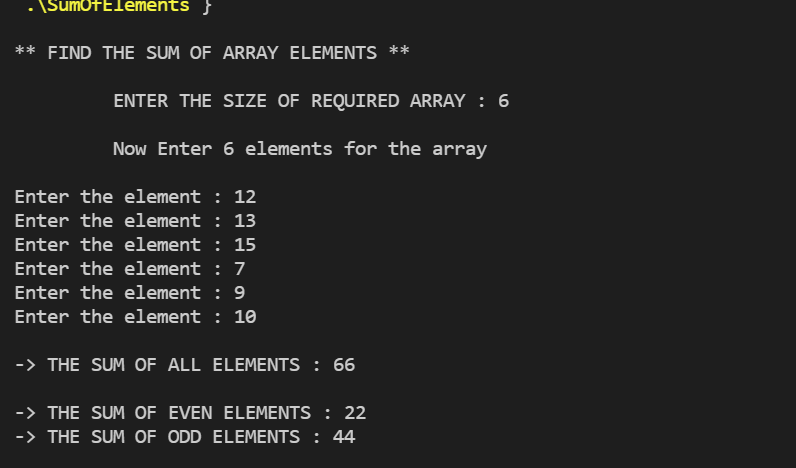 .\SumOfElements }
** FIND THE SUM OF ARRAY ELEMENTS **
ENTER THE SIZE OF REQUIRED ARRAY : 6
Now Enter 6 elements for the array
Enter the element : 12
Enter the element : 13
Enter the element : 15
Enter the element : 7
Enter the element : 9
Enter the element : 10
-> THE SUM OF ALL ELEMENTS : 66
-> THE SUM OF EVEN ELEMENTS : 22
-> THE SUM OF ODD ELEMENTS : 44